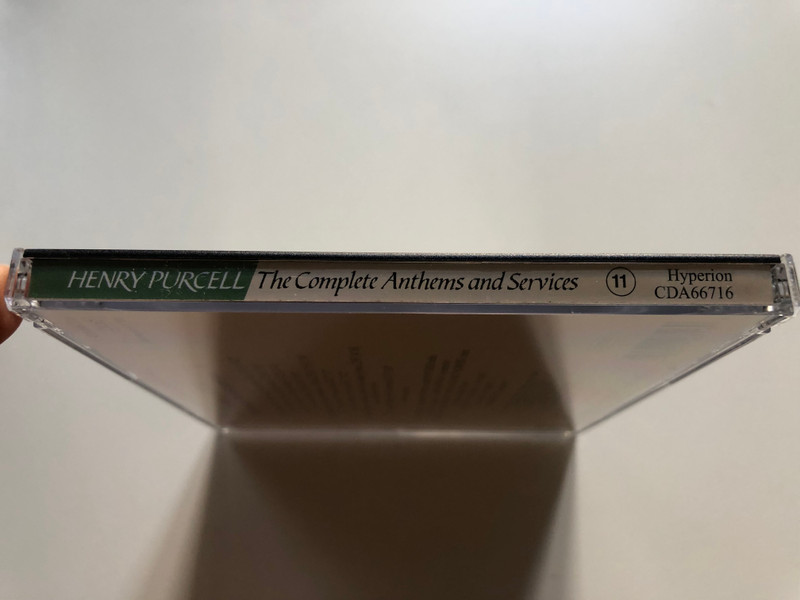 HENRY PURCELL The Complete Anthems and Services 11 Hyperion
CDA66716